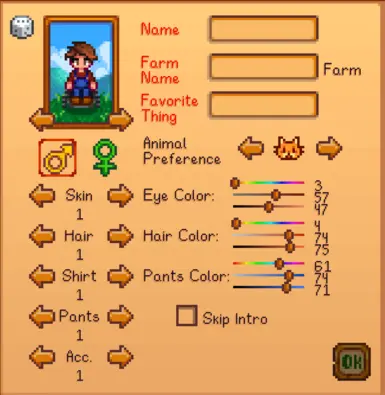 Name
Farm
Name
Farm
Favorite
Thing
Animal
Preference
Skin
1
Eye Color:
3
57
47
Hair
1
Hair Color:
4
74
75
Shirt
1
Pants Color:
61
74
71
Pants
1
Skip Intro
Acc.
1
OK